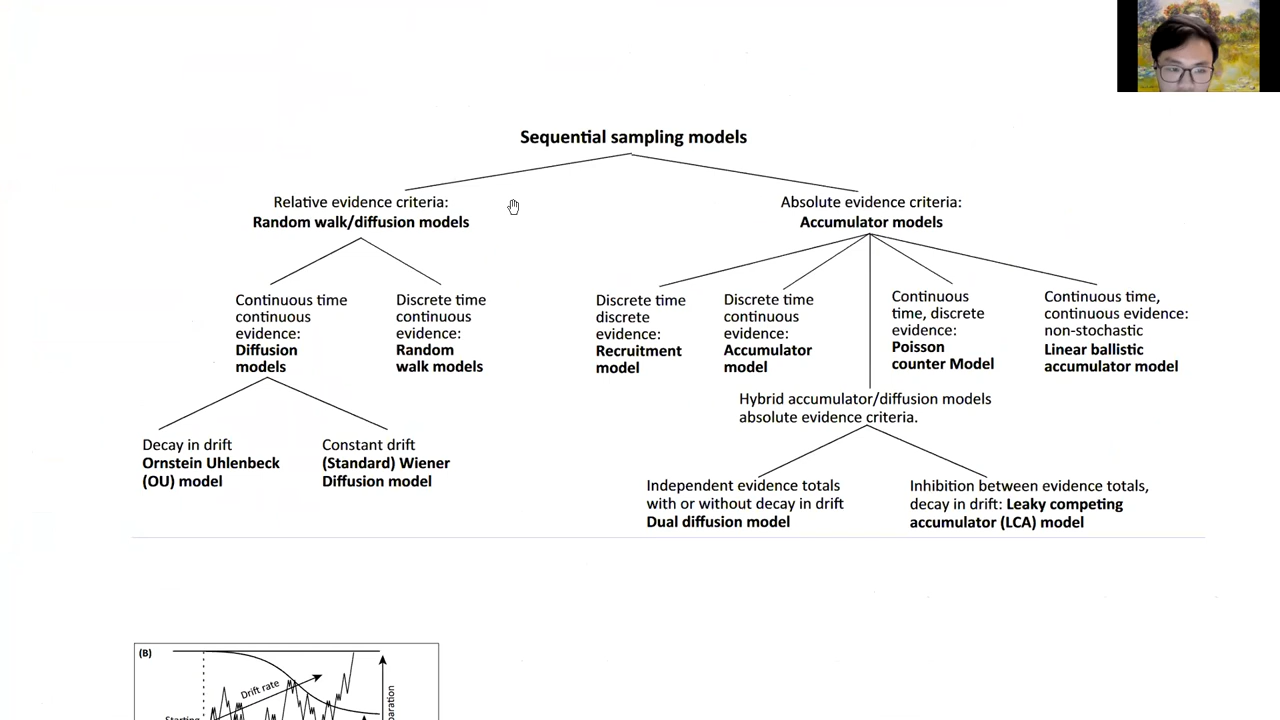 Sequential sampling models
Relative evidence criteria:
Random walk/diffusion models
Absolute evidence criteria:
Accumulator models
Continuous time
continuous
evidence:
Diffusion
models
Discrete time
continuous
evidence:
Random
walk models
Discrete time
discrete
evidence:
Recruitment
model
Discrete time
continuous
evidence:
Accumulator
model
Continuous
time, discrete
evidence:
Poisson
counter Model
Continuous time,
continuous evidence:
non-stochastic
Linear ballistic
accumulator model
Hybrid accumulator/diffusion models
absolute evidence criteria.
Decay in drift
Ornstein Uhlenbeck
(OU) model
Constant drift
(Standard) Wiener
Diffusion model
Independent evidence totals
with or without decay in drift
Dual diffusion model
Inhibition between evidence totals,
decay in drift: Leaky competing
accumulator (LCA) model
(B)
Drift rate
Starting